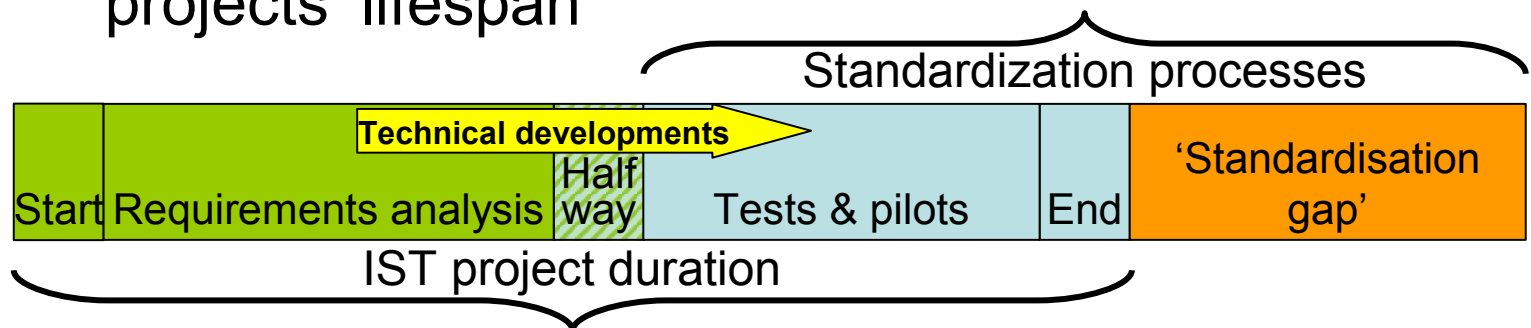 projects' lifespan
Standardization processes
Technical developments
Start
Requirements analysis
Half
way
Tests & pilots
End
‘Standardisation
gap’
IST project duration